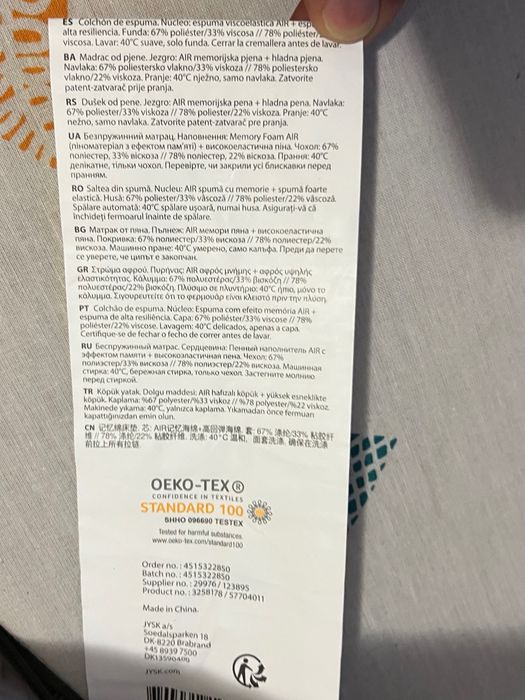 ES Colchón de espuma. Núcleo: espuma viscoelástica AIR + esp
alta resiliencia. Funda: 67% poliéster/33% viscosa // 78% poliéster/
viscosa. Lavar: 40°C suave, solo funda. Cerrar la cremallera antes de lavar.
BA Madrac od pjene. Jezgro: AIR memorijska pjena + hladna pjena.
Navlaka: 67% poliestersko vlakno/33% viskoza // 78% poliestersko
vlakno/22% viskoza. Pranje: 40°C nježno, samo navlaka. Zatvorite
patent-zatvarač prije pranja.
RS Dušek od pene. Jezgro: AIR memorijska pena + hladna pena. Navlaka:
67% poliester/33% viskoza // 78% poliester/22% viskoza. Pranje: 40°C
nežno, samo navlaka. Zatvorite patent-zatvarač pre pranja.
UA Безпружинний матрац. Наповнення: Memory Foam AIR
(піноматеріал з ефектом пам'яті) + високоеластична піна. Чохол: 67%
поліестер, 33% віскоза // 78% поліестер, 22% віскоза. Прання: 40°C
делікатне, тільки чохол. Перевірте, чи закрили усі блискавки перед
пранням.
RO Saltea din spumă. Nucleu: AIR spumă cu memorie + spumă foarte
elastică. Husă: 67% poliester/33% vâscoză // 78% poliester/22% vâscoză.
Spălare automată: 40°C spălare ușoară, numai husa. Asigurați-vă că
închideți fermoarul înainte de spălare.
BG Матрак от пяна. Пълнеж: AIR мемори пяна + високоеластична
пяна. Покривка: 67% полиестер/33% вискоза // 78% полиестер/22%
вискоза. Машинно пране: 40°C умерено, само калъфа. Преди да перете
се уверете, че ципът е закопчан.
GR Στρώμα αφρού. Πυρήνας: AIR αφρός μνήμης + αφρός υψηλής
ελαστικότητας. Κάλυμμα: 67% πολυεστέρας/33% βισκόζη // 78%
πολυεστέρας/22% βισκόζη. Πλύσιμο σε πλυντήριο: 40°C ήπιο, μόνο το
κάλυμμα. Σιγουρευτείτε ότι το φερμουάρ είναι κλειστό πριν την πλύση.
PT Colchão de espuma. Núcleo: Espuma com efeito memória AIR +
espuma de alta resiliência. Capa: 67% poliéster/33% viscose // 78%
poliéster/22% viscose. Lavagem: 40°C delicados, apenas a capa.
Certifique-se de fechar o fecho de correr antes de lavar.
RU Беспружинный матрас. Сердцевина: Пенный наполнитель AIR с
эффектом памяти + высокоэластичная пена. Чехол: 67%
полиэстер/33% вискоза // 78% полиэстер/22% вискоза. Машинная
стирка: 40°C, бережная стирка, только чехол. Застегните молнию
перед стиркой.
TR Köpük yatak. Dolgu maddesi: AIR hafızalı köpük + yüksek esneklikte
köpük. Kaplama: %67 polyester/%33 viskoz // %78 polyester/%22 viskoz.
Makinede yıkama: 40°C, yalnızca kaplama. Yıkamadan önce fermuarı
kapattığınızdan emin olun.
CN 记忆绵床垫. 芯: AIR记忆海绵+高回弹海绵. 套: 67% 涤纶/33% 粘胶纤
维 // 78% 涤纶/22% 粘胶纤维. 洗涤: 40°C 温和, 面套洗涤. 确保在洗涤
前拉上所有拉链.
OEKO-TEX®
CONFIDENCE IN TEXTILES
STANDARD 100
SHHO 096690 TESTEX
Tested for harmful substances.
www.oeko-tex.com/standard100
Order no. : 4515322850
Batch no. : 4515322850
Supplier no. : 29976 / 123895
Product no. : 3258178 / 57704011
Made in China.
JYSK a/s
Soedalsparken 18
DK-8220 Brabrand
+45 8939 7500
DK13590400
JYSK.com